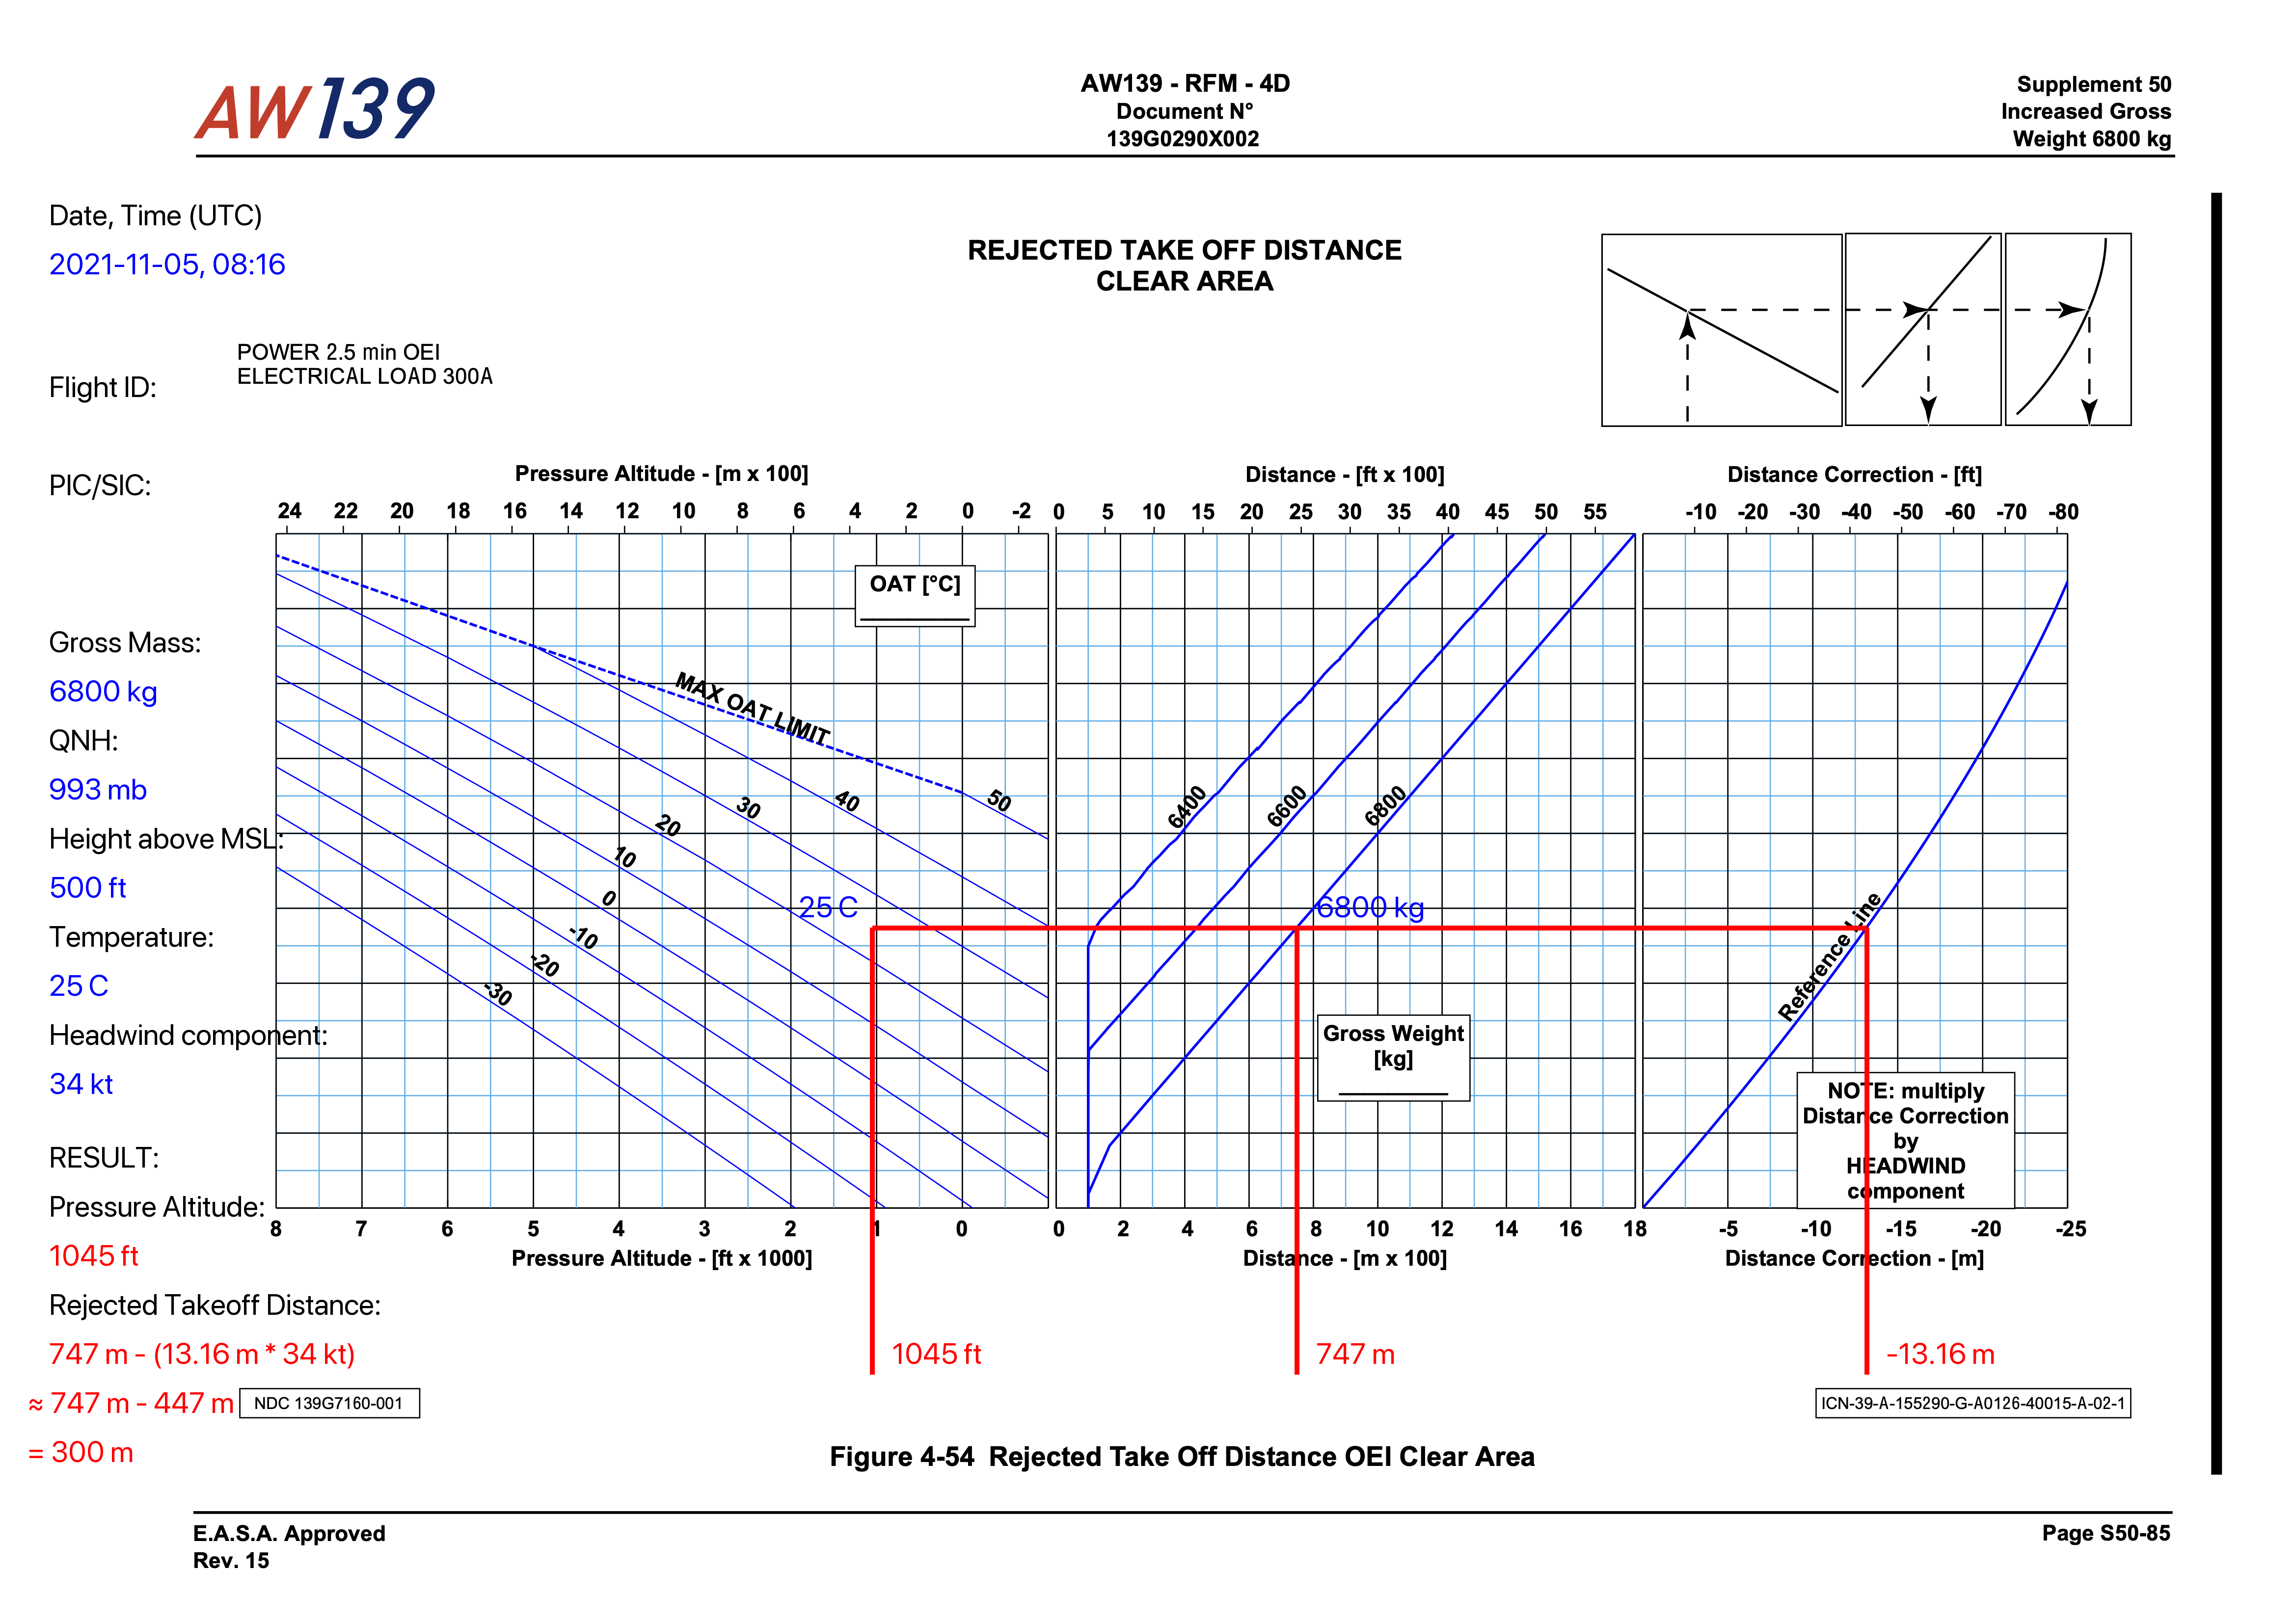 AW139
AW139 - RFM - 4D
Document N°
139G0290X002
Supplement 50
Increased Gross
Weight 6800 kg
Date, Time (UTC)
2021-11-05, 08:16
REJECTED TAKE OFF DISTANCE
CLEAR AREA
POWER 2.5 min OEI
ELECTRICAL LOAD 300A
Flight ID:
PIC/SIC:
Gross Mass:
6800 kg
QNH:
993 mb
Height above MSL:
500 ft
Temperature:
25 C
Headwind component:
34 kt
RESULT:
Pressure Altitude:
1045 ft
Rejected Takeoff Distance:
747 m - (13.16 m * 34 kt)
≈ 747 m - 447 m
= 300 m
Pressure Altitude - [m x 100]
24 22 20 18 16 14 12 10 8 6 4 2 0 -2
OAT [°C]
MAX OAT LIMIT
50
40
30
20
10
0
-10
-20
-30
25 C
8 7 6 5 4 3 2 1 0
Pressure Altitude - [ft x 1000]
1045 ft
Distance - [ft x 100]
0 5 10 15 20 25 30 35 40 45 50 55
6400
6600
6800
6800 kg
Gross Weight
[kg]
0 2 4 6 8 10 12 14 16 18
Distance - [m x 100]
747 m
Distance Correction - [ft]
-10 -20 -30 -40 -50 -60 -70 -80
Reference Line
NOTE: multiply
Distance Correction
by
HEADWIND
component
-5 -10 -15 -20 -25
Distance Correction - [m]
-13.16 m
NDC 139G7160-001
ICN-39-A-155290-G-A0126-40015-A-02-1
Figure 4-54 Rejected Take Off Distance OEI Clear Area
E.A.S.A. Approved
Rev. 15
Page S50-85